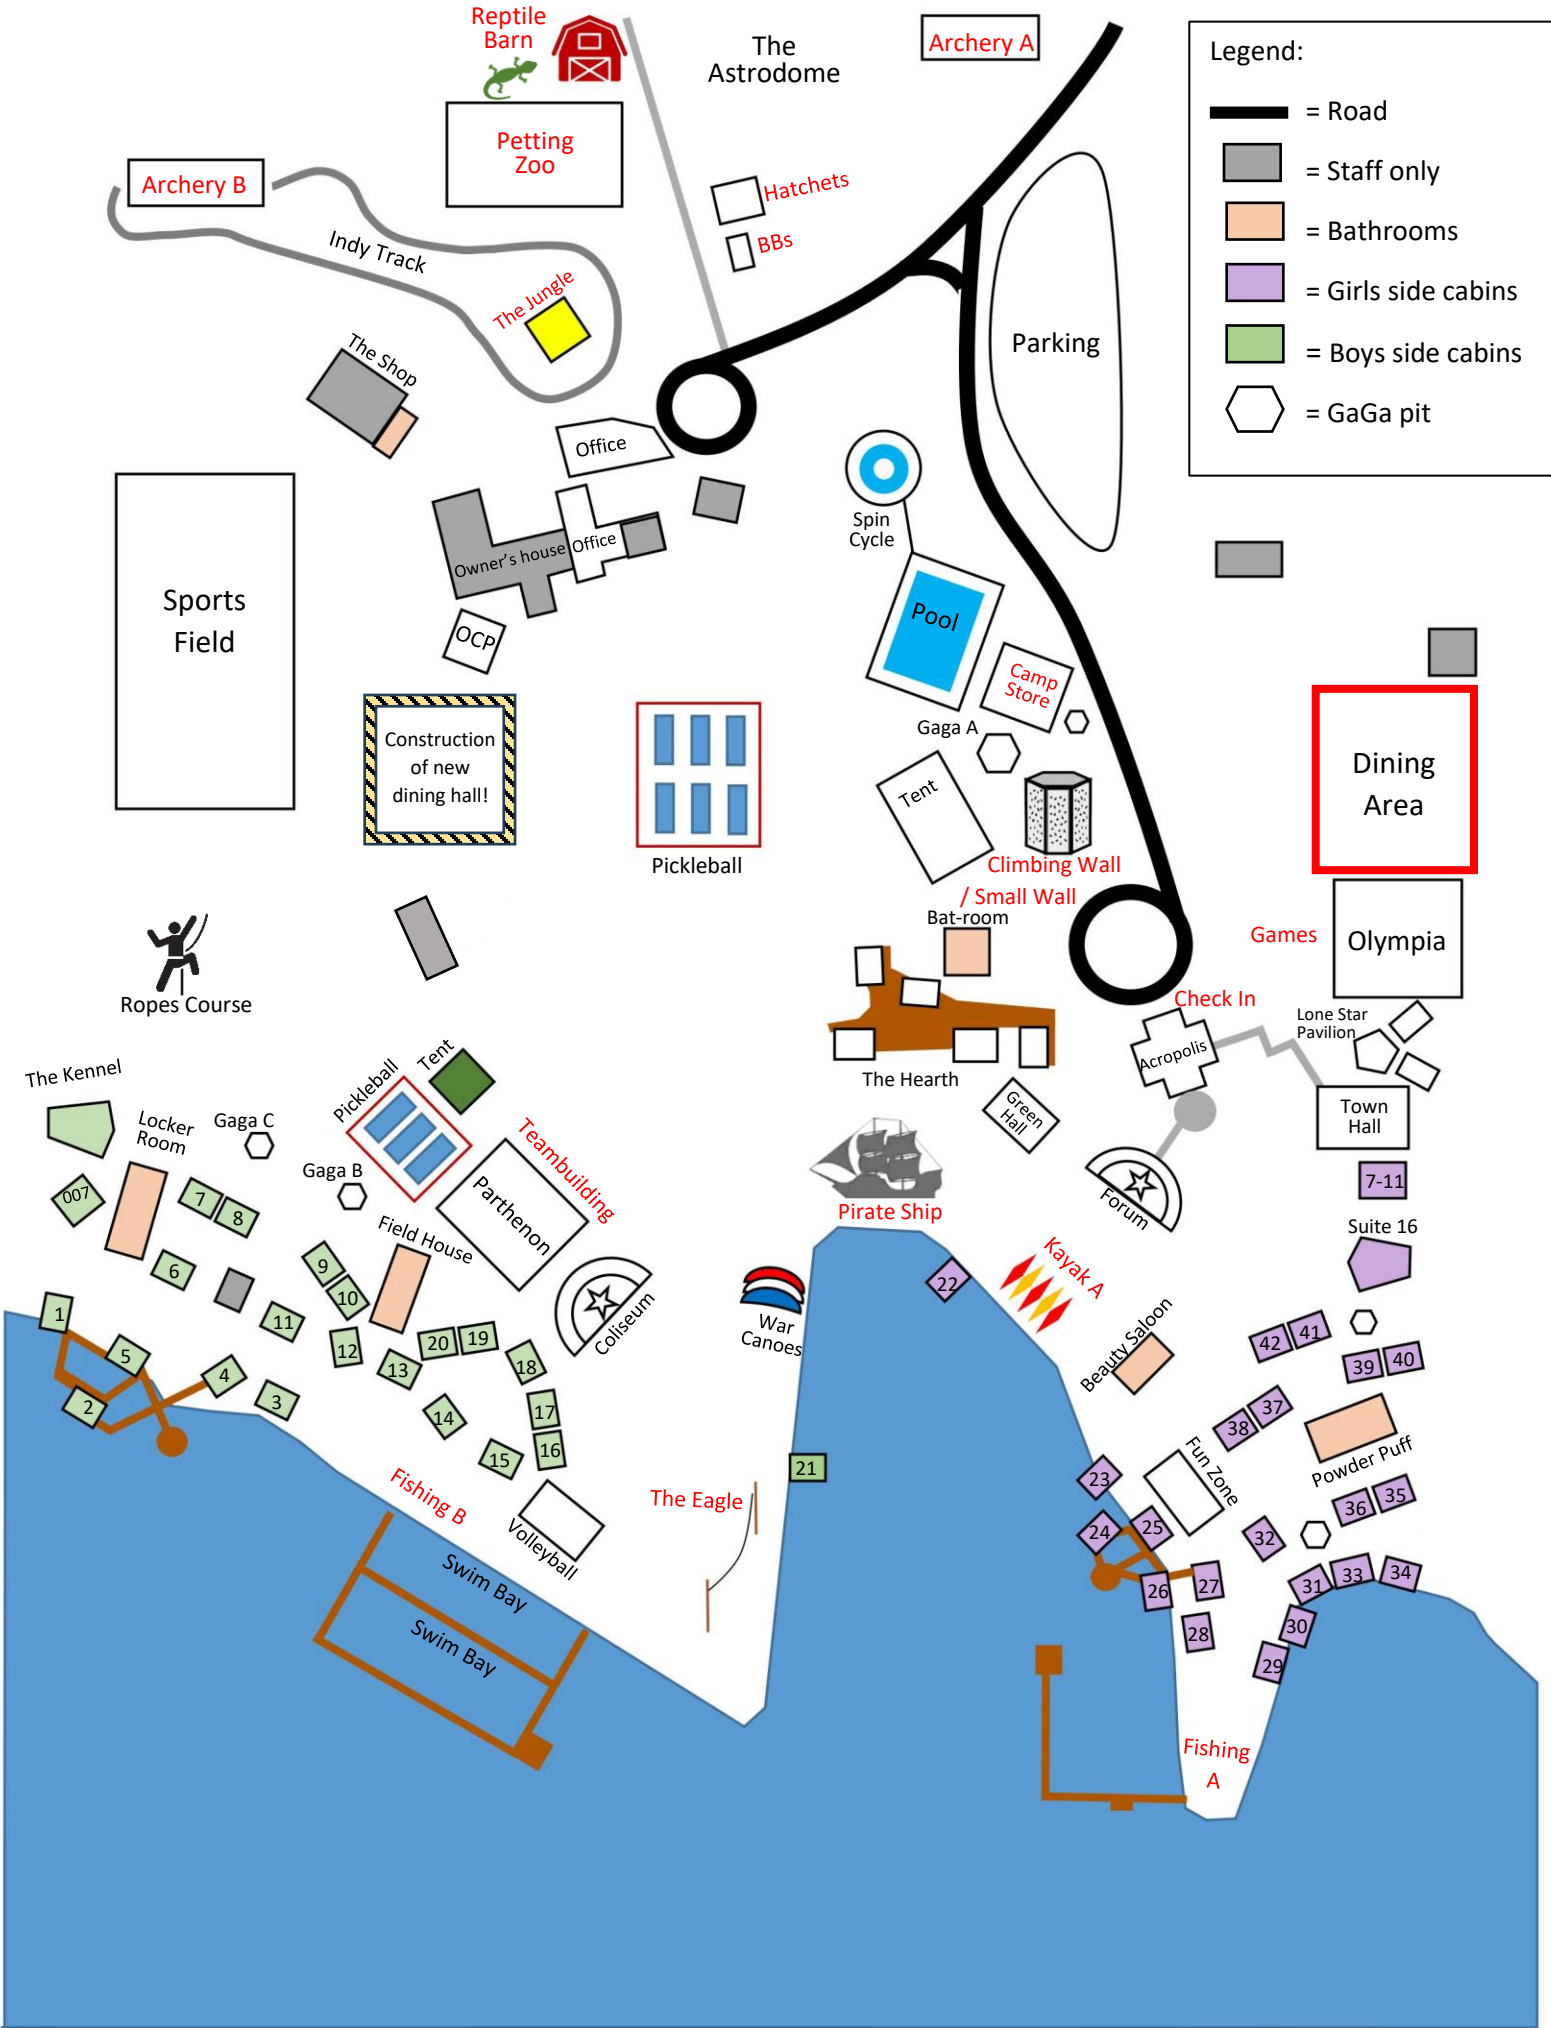 Reptile
Barn
The
Astrodome
Archery A
Legend:
= Road
= Staff only
= Bathrooms
= Girls side cabins
= Boys side cabins
= GaGa pit
Petting
Zoo
Archery B
Hatchets
BBs
Indy Track
The Jungle
Parking
The Shop
Office
Spin
Cycle
Owner's house
Office
Sports
Field
OCP
Pool
Camp
Store
Gaga A
Construction
of new
dining hall!
Dining
Area
Tent
Pickleball
Climbing Wall
/ Small Wall
Bat-room
Games
Olympia
Ropes Course
Check In
Lone Star
Pavilion
Acropolis
The Hearth
Green
Hall
Town
Hall
The Kennel
Locker
Room
Gaga C
Pickleball
Tent
Teambuilding
Gaga B
Parthenon
Field House
7-11
Forum
007
7
8
Pirate Ship
Suite 16
Kayak A
6
9
10
22
1
11
Coliseum
War
Canoes
Beauty Saloon
42
41
5
12
13
20
19
18
39
40
4
2
3
14
17
37
38
15
16
21
Fun Zone
Powder Puff
23
Fishing B
The Eagle
36
35
Volleyball
24
25
32
Swim Bay
26
27
31
33
34
Swim Bay
28
30
29
Fishing
A